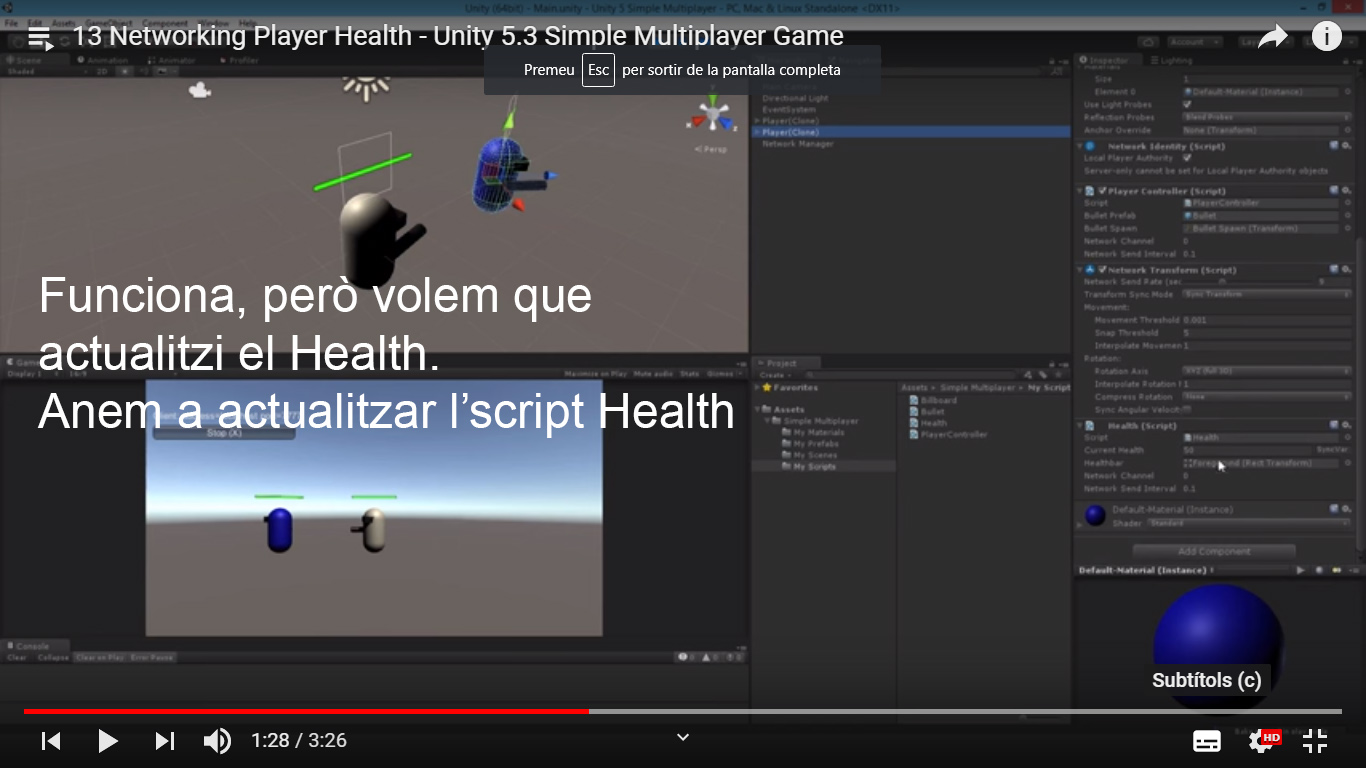 Unity (64bit) - Main.unity - Unity 5 Simple Multiplayer - PC, Mac & Linux Standalone <DX11>
File Edit Assets GameObject Component Window Help
13 Networking Player Health - Unity 5.3 Simple Multiplayer Game
Premeu Esc per sortir de la pantalla completa
Account
Scene Animation Animator Profiler
Shaded 2D
Persp
Directional Light
EventSystem
Player(Clone)
Player(Clone)
Network Manager
Inspector Lighting
Materials
Size 1
Element 0 Default-Material (Instance)
Use Light Probes
Reflection Probes Blend Probes
Anchor Override None (Transform)
Network Identity (Script)
Local Player Authority
Server-only cannot be set for Local Player Authority objects
Player Controller (Script)
Script PlayerController
Bullet Prefab Bullet
Bullet Spawn Bullet Spawn (Transform)
Network Channel 0
Network Send Interval 0.1
Network Transform (Script)
Network Send Rate (sec 9
Transform Sync Mode Sync Transform
Movement:
Movement Threshold 0.001
Snap Threshold 5
Interpolate Movemen 1
Rotation:
Rotation Axis XYZ (full 3D)
Interpolate Rotation 1
Compress Rotation None
Sync Angular Velocit
Health (Script)
Script Health
Current Health 50 SyncVar
Healthbar Foreground (Rect Transform)
Network Channel 0
Network Send Interval 0.1
Default-Material (Instance)
Shader Standard
Add Component
Default-Material (Instance)
Funciona, però volem que
actualitzi el Health.
Anem a actualitzar l’script Health
Game
Display 1 16:9 Maximize on Play Mute audio Stats Gizmos
Stop (X)
Project
Create
Favorites
Assets
Simple Multiplayer
My Materials
My Prefabs
My Scenes
My Scripts
Assets Simple Multiplayer My Script
Billboard
Bullet
Health
PlayerController
Console
Clear Collapse Clear on Play Error Pause
0 0 0
Subtítols (c)
1:28 / 3:26
HD